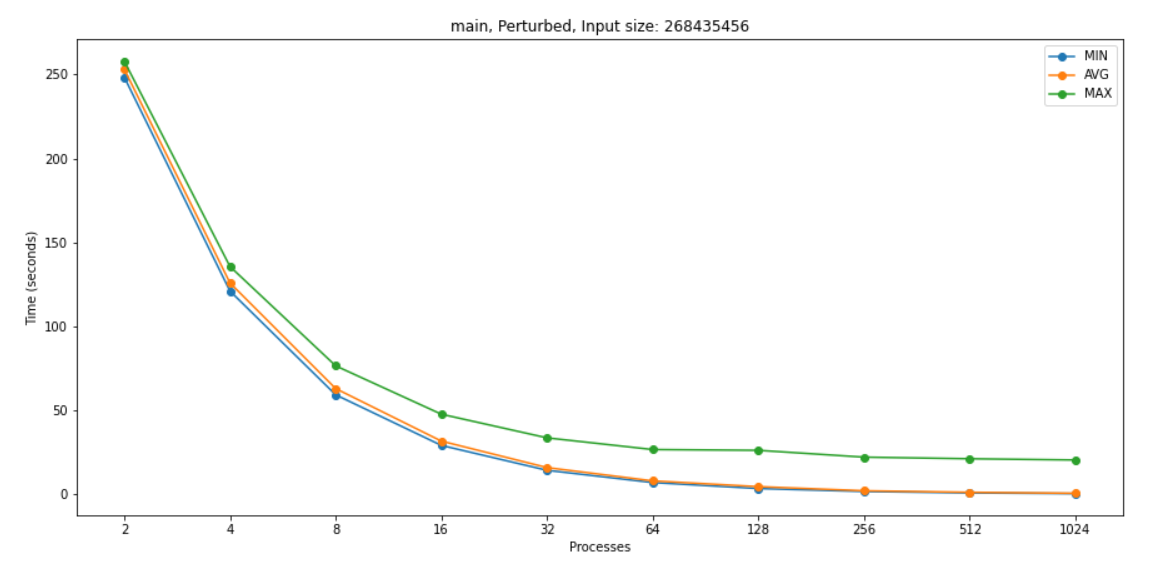 main, Perturbed, Input size: 268435456
MIN
AVG
MAX
Time (seconds)
250
200
150
100
50
0
2 4 8 16 32 64 128 256 512 1024
Processes